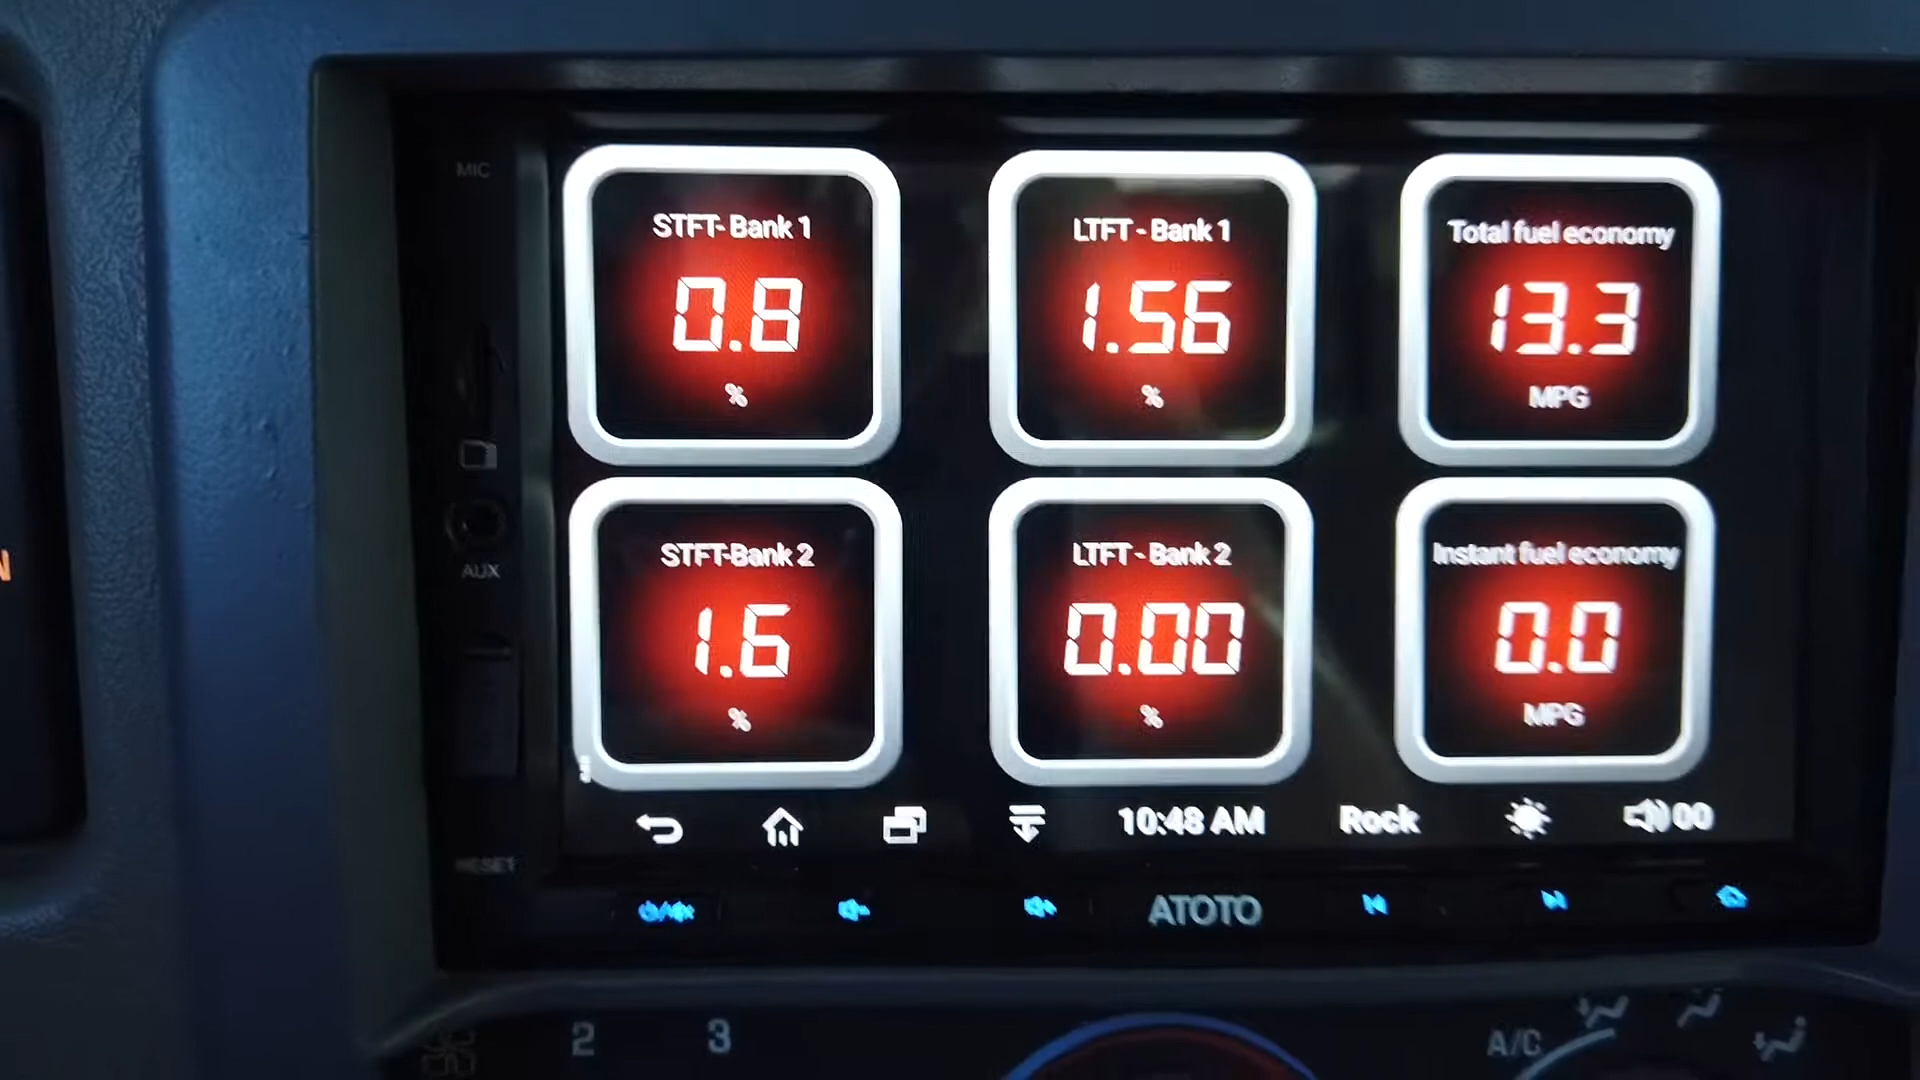 MIC
STFT- Bank 1
0.8
%
LTFT - Bank 1
1.56
%
Total fuel economy
13.3
MPG
AUX
STFT-Bank 2
1.6
%
LTFT - Bank 2
0.00
%
Instant fuel economy
0.0
MPG
N
3
10:48 AM
Rock
00
RESET
ATOTO
2
3
A/C